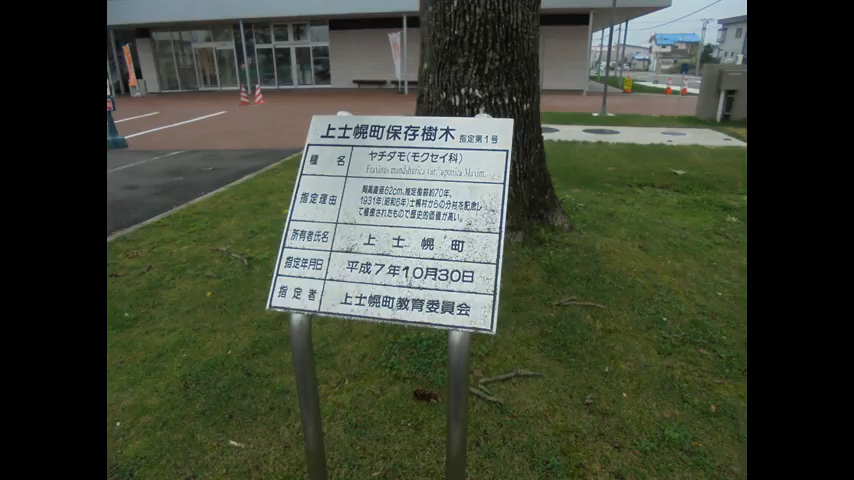 上士幌町保存樹木 指定第1号
種名 ヤチダモ(モクセイ科)
Fraxinus mandshurica var. japonica Maxim.
指定理由 胸高直径62cm、推定樹齢約70年。
1931年(昭和6年)士幌村からの分村を記念し
て植樹されたもので歴史的価値が高い。
所有者氏名 上士幌町
指定年月日 平成7年10月30日
指定者 上士幌町教育委員会